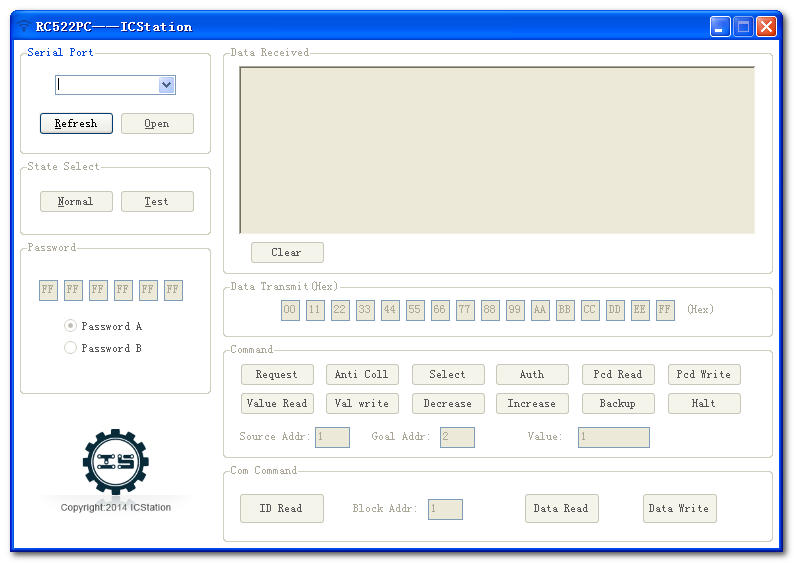 RC522PC——ICStation
Serial Port
Refresh
Open
State Select
Normal
Test
Password
FF FF FF FF FF FF
Password A
Password B
TS
Copyright:2014 ICStation
Data Received
Clear
Data Transmit(Hex)
00 11 22 33 44 55 66 77 88 99 AA BB CC DD EE FF (Hex)
Command
Request Anti Coll Select Auth Pcd Read Pcd Write
Value Read Val write Decrease Increase Backup Halt
Source Addr: 1 Goal Addr: 2 Value: 1
Com Command
ID Read Block Addr: 1 Data Read Data Write